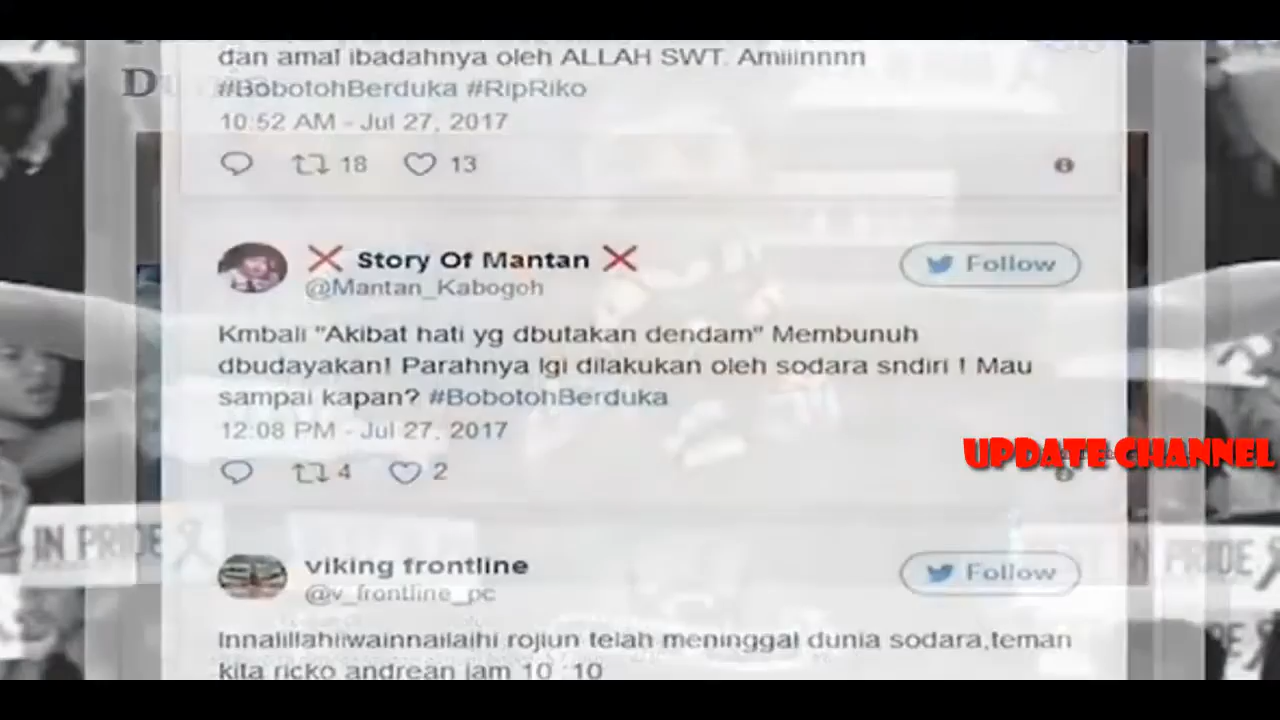 dan amal ibadahnya oleh ALLAH SWT. Amiiinnnn
#BobotohBerduka #RipRiko
10:52 AM - Jul 27, 2017
18 13
Story Of Mantan
Follow
@Mantan_Kabogoh
Kmbali "Akibat hati yg dbutakan dendam" Membunuh
dbudayakan! Parahnya lgi dilakukan oleh sodara sndiri ! Mau
sampai kapan? #BobotohBerduka
12:08 PM - Jul 27, 2017
UPDATE CHANNEL
4 2
IN PRIDE
viking frontline
Follow
IN PRIDE
@v_frontline_pc
Innalillahiwainnailaihi rojiun telah meninggal dunia sodara,teman
kita ricko andrean jam 10 :10